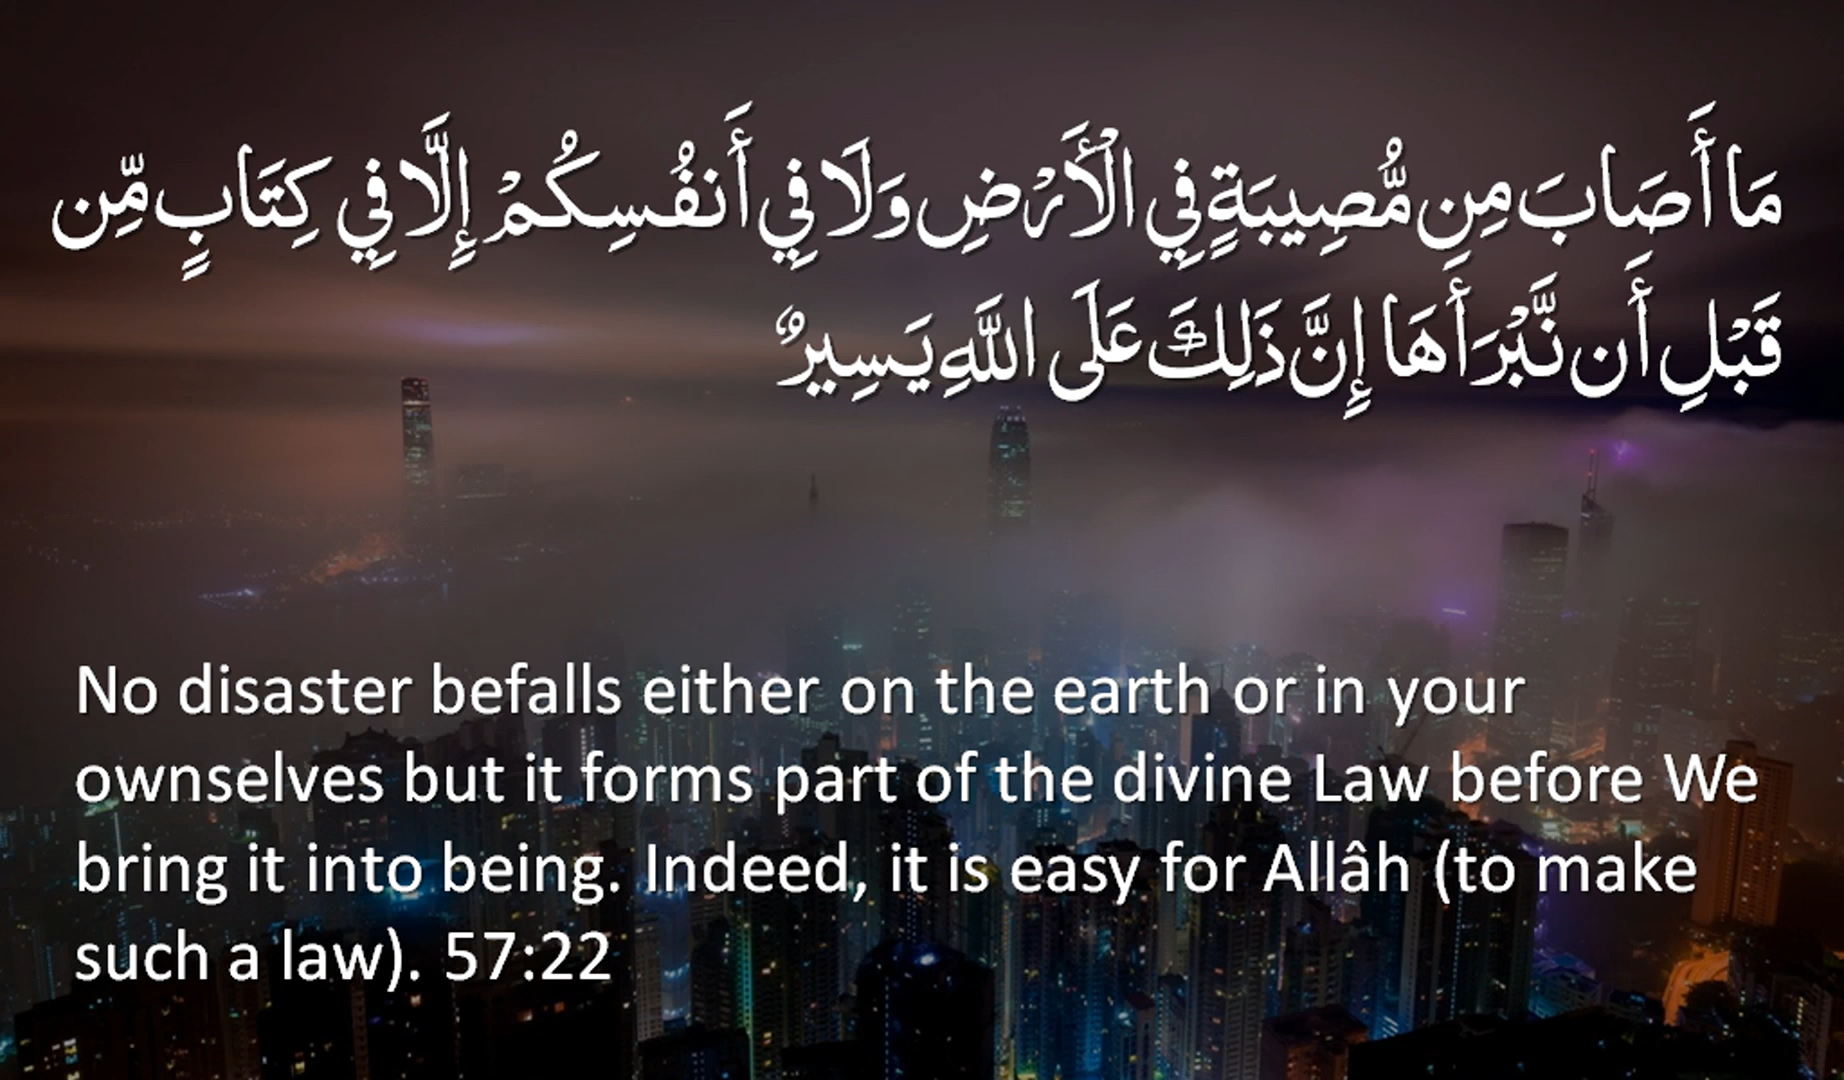 مَا أَصَابَ مِن مُّصِيبَةٍ فِي الْأَرْضِ وَلَا فِي أَنفُسِكُمْ إِلَّا فِي كِتَابٍ مِّن
قَبْلِ أَن نَّبْرَأَهَا إِنَّ ذَلِكَ عَلَى اللَّهِ يَسِيرٌ
No disaster befalls either on the earth or in your
ownselves but it forms part of the divine Law before We
bring it into being. Indeed, it is easy for Allâh (to make
such a law). 57:22